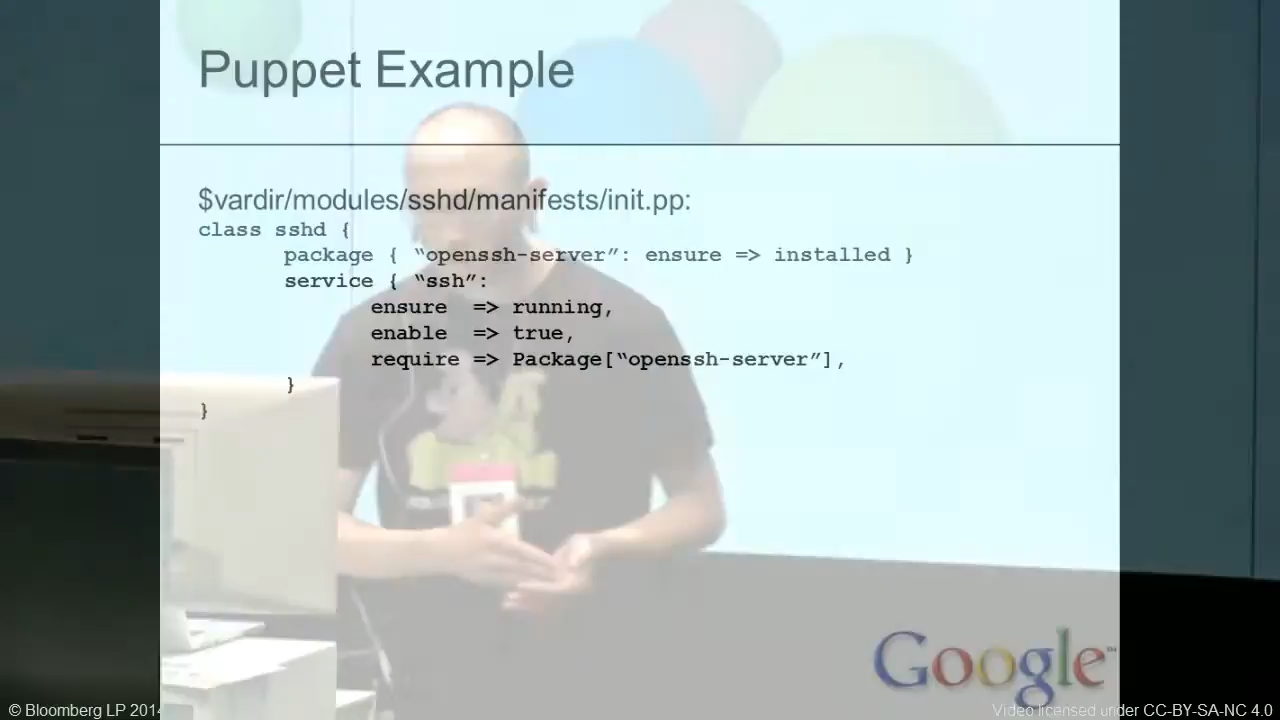 Puppet Example
$vardir/modules/sshd/manifests/init.pp:
class sshd {
package { “openssh-server”: ensure => installed }
service { “ssh”:
ensure => running,
enable => true,
require => Package[“openssh-server”],
}
}
Google™
© Bloomberg LP 2014
Video licensed under CC-BY-SA-NC 4.0